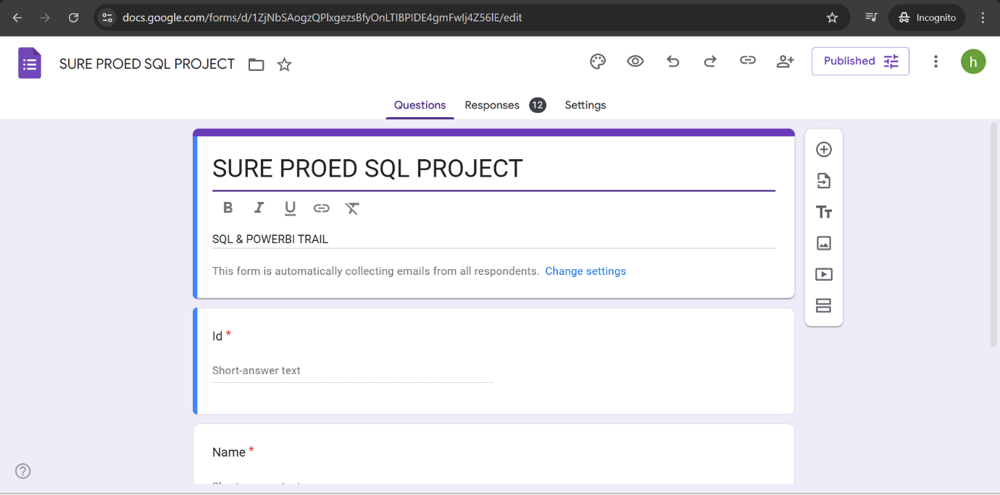 docs.google.com/forms/d/1ZjNbSAogzQPlxgezsBfyOnLTIBPIDE4gmFwIj4Z56lE/edit
Incognito
SURE PROED SQL PROJECT
Published
h
Questions Responses 12 Settings
SURE PROED SQL PROJECT
B I U
SQL & POWERBI TRAIL
This form is automatically collecting emails from all respondents. Change settings
Id *
Short-answer text
Name *